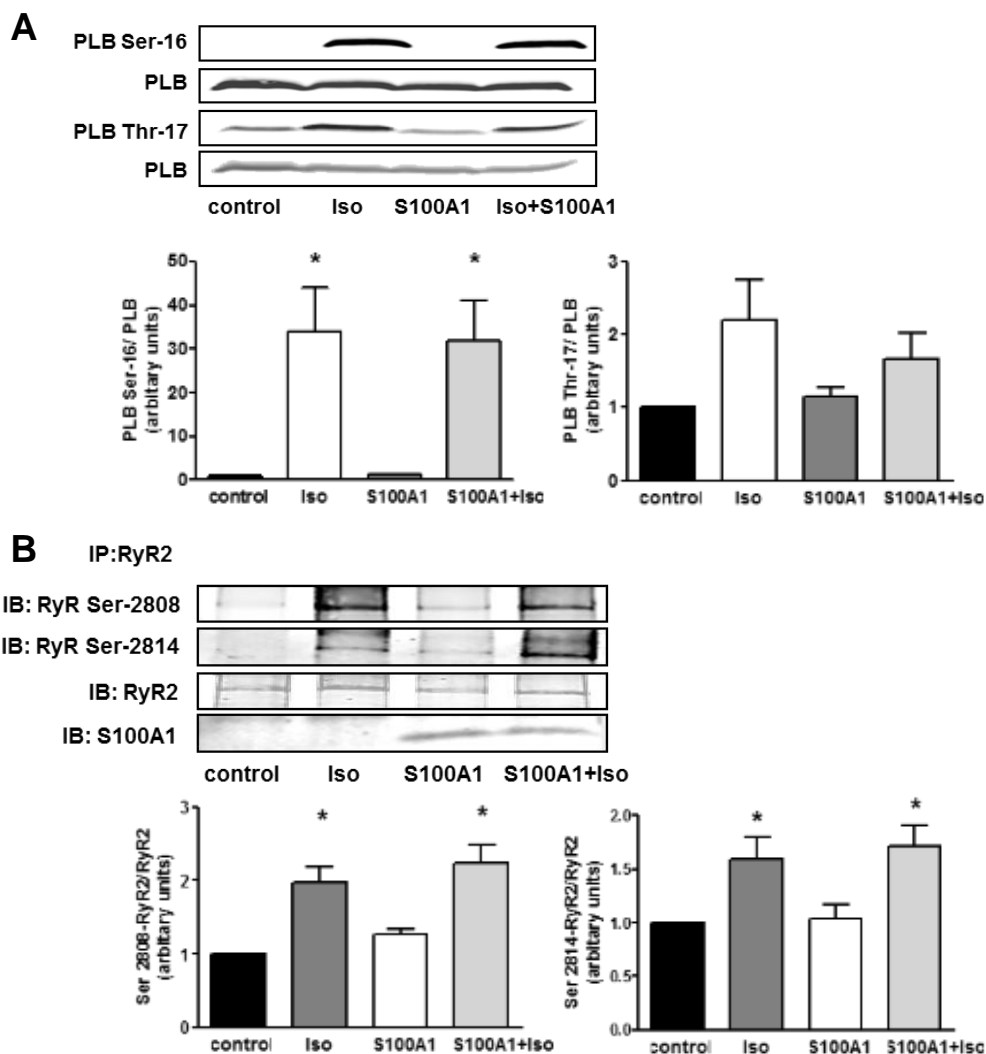 A
PLB Ser-16
PLB
PLB Thr-17
PLB
control Iso S100A1 Iso+S100A1
PLB Ser-16/ PLB
(arbitary units)
50
40
30
20
10
0
* *
control Iso S100A1 S100A1+Iso
PLB Thr-17/ PLB
(arbitary units)
3
2
1
0
control Iso S100A1 S100A1+Iso
B
IP:RyR2
IB: RyR Ser-2808
IB: RyR Ser-2814
IB: RyR2
IB: S100A1
control Iso S100A1 S100A1+Iso
Ser 2808-RyR2/RyR2
(arbitary units)
3
2
1
0
* *
control Iso S100A1 S100A1+Iso
Ser 2814-RyR2/RyR2
(arbitary units)
2.0
1.5
1.0
0.5
0.0
* *
control Iso S100A1 S100A1+Iso